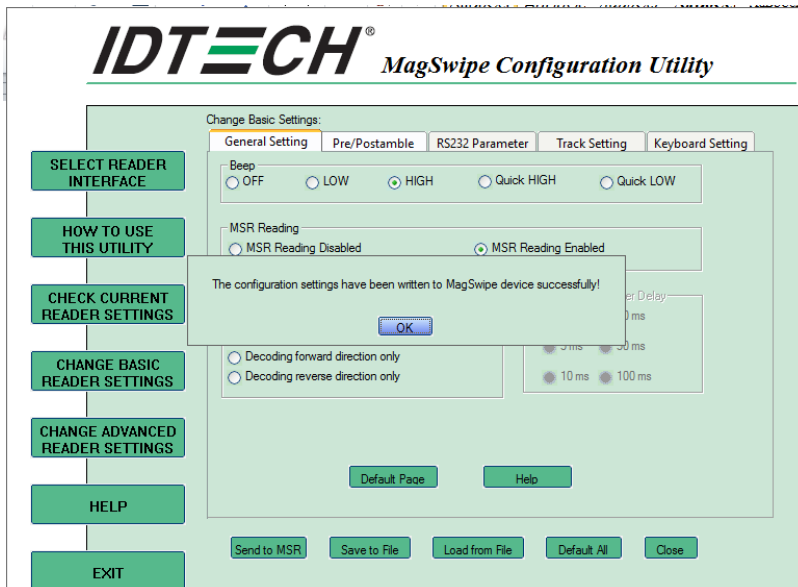 IDTECH®
MagSwipe Configuration Utility
Change Basic Settings:
General Setting Pre/Postamble RS232 Parameter Track Setting Keyboard Setting
SELECT READER
INTERFACE
HOW TO USE
THIS UTILITY
CHECK CURRENT
READER SETTINGS
CHANGE BASIC
READER SETTINGS
CHANGE ADVANCED
READER SETTINGS
HELP
EXIT
Beep
OFF LOW HIGH Quick HIGH Quick LOW
MSR Reading
MSR Reading Disabled MSR Reading Enabled
The configuration settings have been written to MagSwipe device successfully!
OK
Delay
ms
Decoding forward direction only
Decoding reverse direction only
10 ms 100 ms
Default Page Help
Send to MSR Save to File Load from File Default All Close